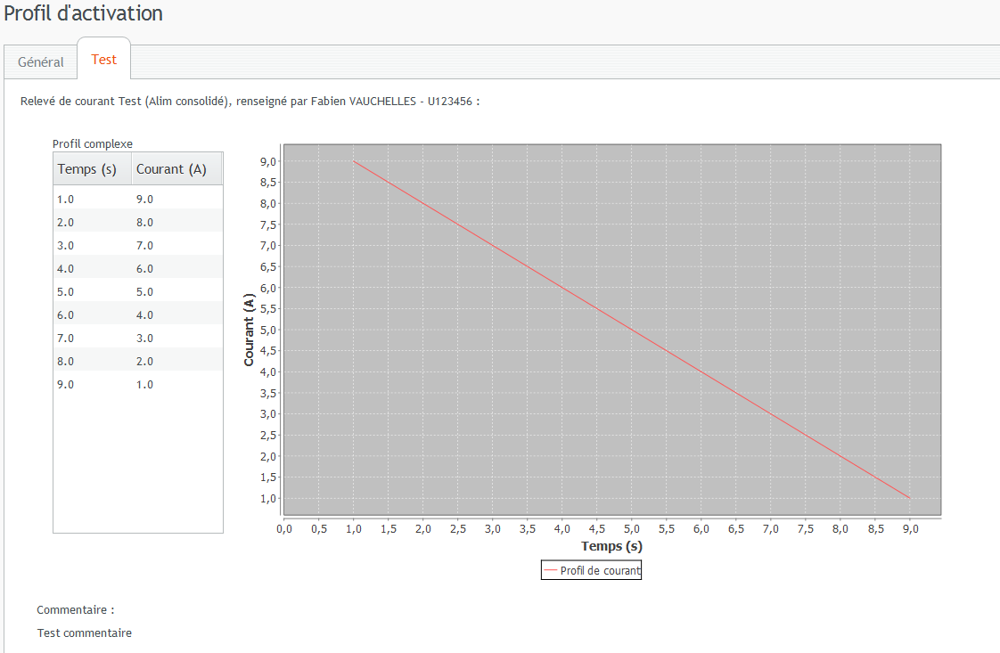 Profil d'activation
Général Test
Relevé de courant Test (Alim consolidé), renseigné par Fabien VAUCHELLES - U123456 :
Profil complexe
Temps (s) Courant (A)
1.0 9.0
2.0 8.0
3.0 7.0
4.0 6.0
5.0 5.0
6.0 4.0
7.0 3.0
8.0 2.0
9.0 1.0
Courant (A)
9,0
8,5
8,0
7,5
7,0
6,5
6,0
5,5
5,0
4,5
4,0
3,5
3,0
2,5
2,0
1,5
1,0
0,0 0,5 1,0 1,5 2,0 2,5 3,0 3,5 4,0 4,5 5,0 5,5 6,0 6,5 7,0 7,5 8,0 8,5 9,0
Temps (s)
Profil de courant
Commentaire :
Test commentaire